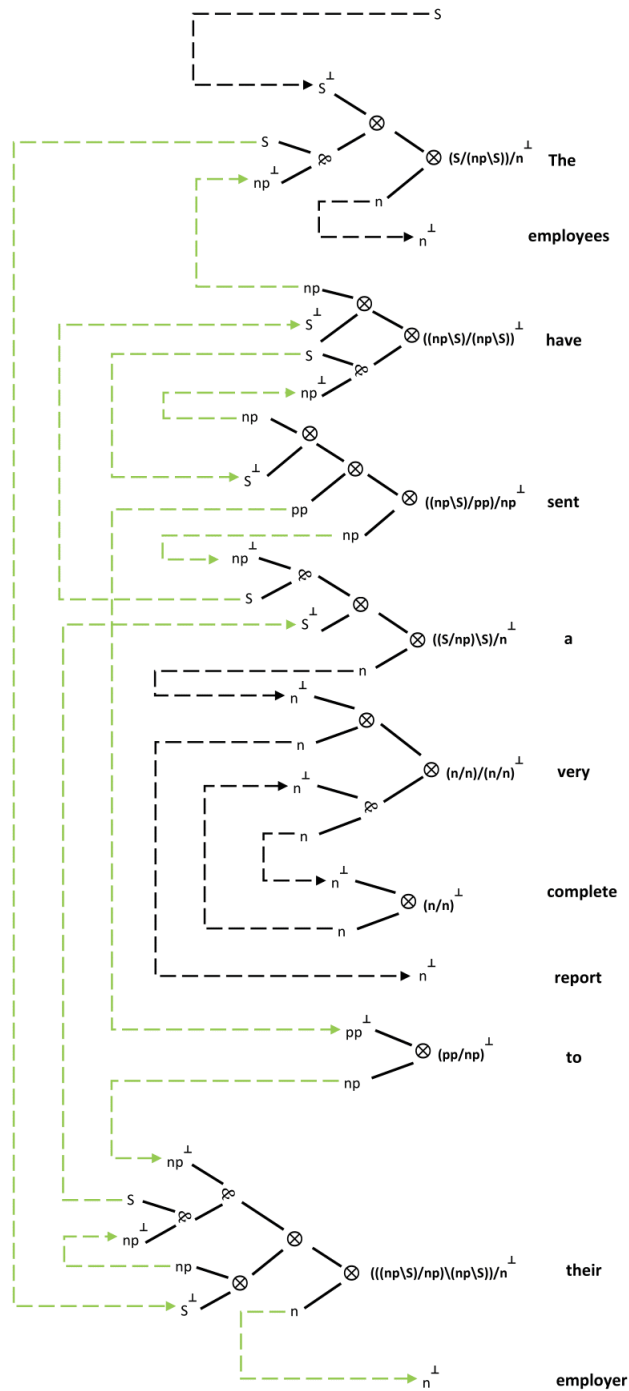 S
S⊥
⊗
S
⅋
⊗ (S/(np\S))/n⊥ The
np⊥
n
n⊥ employees
np
⊗
S⊥
⊗ ((np\S)/(np\S))⊥ have
S
⅋
np⊥
np
⊗
S⊥
⊗
pp
⊗ ((np\S)/pp)/np⊥ sent
np
np⊥
⅋
S
⊗
S⊥
⊗ ((S/np)\S)/n⊥ a
n
n⊥
⊗
n
⊗ (n/n)/(n/n)⊥ very
n⊥
⅋
n
n⊥
⊗ (n/n)⊥ complete
n
n⊥ report
pp⊥
⊗ (pp/np)⊥ to
np
np⊥
⅋
S
⅋
np⊥
⊗
np
⊗
⊗ (((np\S)/np)\(np\S))/n⊥ their
S⊥
n
n⊥ employer